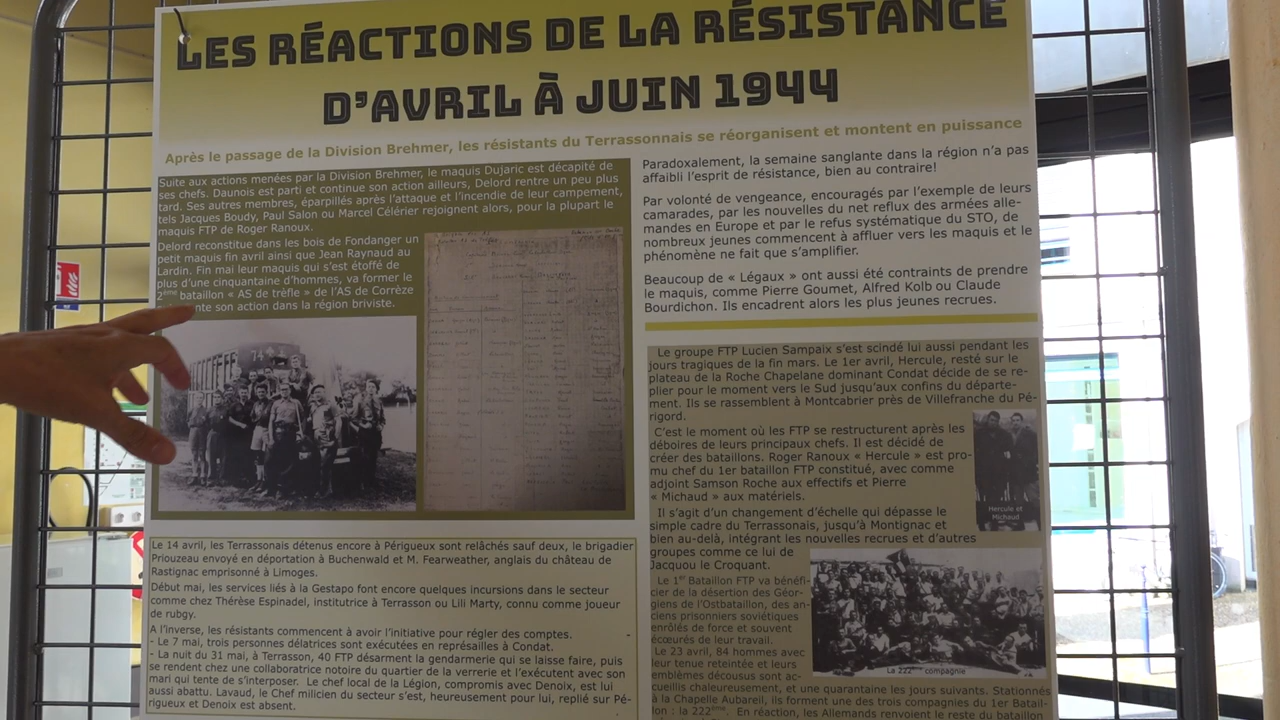 LES RÉACTIONS DE LA RÉSISTANCE
D'AVRIL À JUIN 1944
Après le passage de la Division Brehmer, les résistants du Terrassonnais se réorganisent et montent en puissance
Suite aux actions menées par la Division Brehmer, le maquis Dujaric est décapité de
ses chefs. Daunois est parti et continue son action ailleurs, Delord rentre un peu plus
tard. Ses autres membres, éparpillés après l'attaque et l'incendie de leur campement,
tels Jacques Boudy, Paul Salon ou Marcel Célérier rejoignent alors, pour la plupart le
maquis FTP de Roger Ranoux.
Delord reconstitue dans les bois de Fondanger un
petit maquis fin avril ainsi que Jean Raynaud au
Lardin. Fin mai leur maquis qui s'est étoffé de
plus d'une cinquantaine d'hommes, va former le
2ème bataillon « AS de trèfle » de l'AS de Corrèze
son action dans la région briviste.
74
Le 14 avril, les Terrassonais détenus encore à Périgueux sont relâchés sauf deux, le brigadier
Priouzeau envoyé en déportation à Buchenwald et M. Fearweather, anglais du château de
Rastignac emprisonné à Limoges.
Début mai, les services liés à la Gestapo font encore quelques incursions dans le secteur
comme chez Thérèse Espinadel, institutrice à Terrasson ou Lili Marty, connu comme joueur
de rubgy.
A l'inverse, les résistants commencent à avoir l'initiative pour régler des comptes.
- Le 7 mai, trois personnes délatrices sont exécutées en représailles à Condat.
- La nuit du 31 mai, à Terrasson, 40 FTP désarment la gendarmerie qui se laisse faire, puis
se rendent chez une collaboratrice notoire du quartier de la verrerie et l'exécutent avec son
mari qui tente de s'interposer. Le chef local de la Légion, compromis avec Denoix, est lui
aussi abattu. Lavaud, le Chef milicien du secteur s'est, heureusement pour lui, replié sur Pé-
rigueux et Denoix est absent.
Paradoxalement, la semaine sanglante dans la région n'a pas
affaibli l'esprit de résistance, bien au contraire!
Par volonté de vengeance, encouragés par l'exemple de leurs
camarades, par les nouvelles du net reflux des armées alle-
mandes en Europe et par le refus systématique du STO, de
nombreux jeunes commencent à affluer vers les maquis et le
phénomène ne fait que s'amplifier.
Beaucoup de « Légaux » ont aussi été contraints de prendre
le maquis, comme Pierre Goumet, Alfred Kolb ou Claude
Bourdichon. Ils encadrent alors les plus jeunes recrues.
Le groupe FTP Lucien Sampaix s'est scindé lui aussi pendant les
jours tragiques de la fin mars. Le 1er avril, Hercule, resté sur le
plateau de la Roche Chapelane dominant Condat décide de se re-
plier pour le moment vers le Sud jusqu'aux confins du départe-
ment. Ils se rassemblent à Montcabrier près de Villefranche du Pé-
rigord.
C'est le moment où les FTP se restructurent après les
déboires de leurs principaux chefs. Il est décidé de
créer des bataillons. Roger Ranoux « Hercule » est pro-
mu chef du 1er bataillon FTP constitué, avec comme
adjoint Samson Roche aux effectifs et Pierre
« Michaud » aux matériels.
Hercule et
Michaud
Il s'agit d'un changement d'échelle qui dépasse le
simple cadre du Terrassonais, jusqu'à Montignac et
bien au-delà, intégrant les nouvelles recrues et d'autres
groupes comme ce lui de
Jacquou le Croquant.
Le 1er Bataillon FTP va bénéfi-
cier de la désertion des Géor-
giens de l'Ostbataillon, des an-
ciens prisonniers soviétiques
enrôlés de force et souvent
écœurés de leur travail.
Le 23 avril, 84 hommes avec
leur tenue reteintée et leurs
emblèmes décousus sont ac-
cueillis chaleureusement, et une quarantaine les jours suivants. Stationnés
à la Chapelle Aubareil, ils forment une des trois compagnies du 1er Batail-
lon : la 222ème. En réaction, les Allemands renvoient le reste du bataillon
La 222ème compagnie